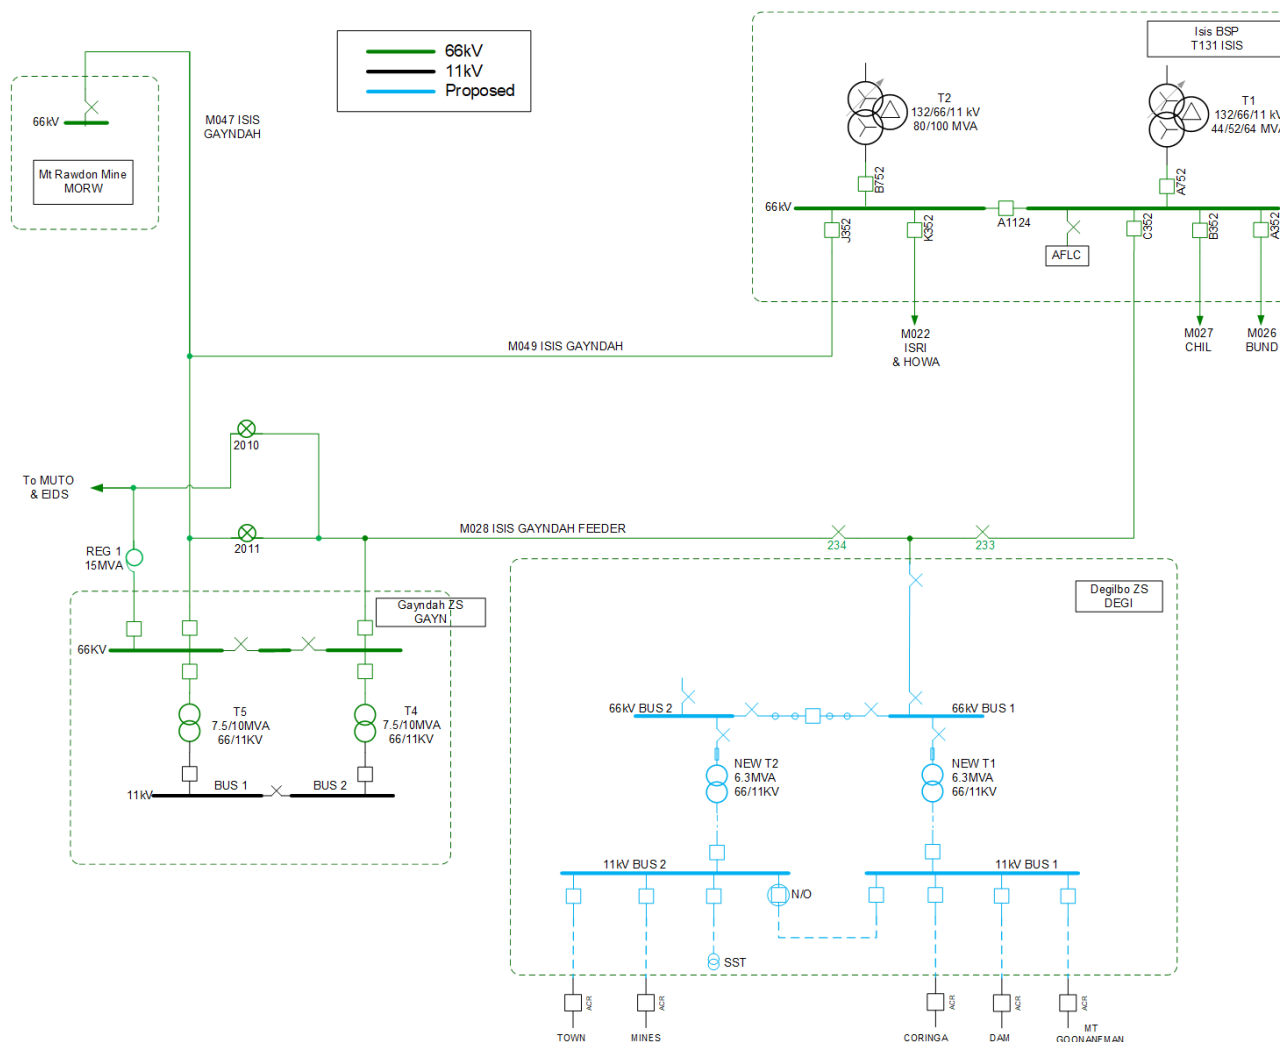 66kV
11kV
Proposed
Isis BSP
T131 ISIS
T2
132/66/11 kV
80/100 MVA
T1
132/66/11 kV
44/52/64 MVA
B752
A752
66kV
A1124
J352
K352
C352
B352
A352
AFLC
M022
ISRI
& HOWA
M027
CHIL
M026
BUND
M047 ISIS
GAYNDAH
66kV
Mt Rawdon Mine
MORW
M049 ISIS GAYNDAH
2010
To MUTO
& EIDS
2011
M028 ISIS GAYNDAH FEEDER
234
233
REG 1
15MVA
Gayndah ZS
GAYN
66KV
T5
7.5/10MVA
66/11KV
T4
7.5/10MVA
66/11KV
11kV
BUS 1
BUS 2
Degilbo ZS
DEGI
66kV BUS 2
66kV BUS 1
NEW T2
6.3MVA
66/11KV
NEW T1
6.3MVA
66/11KV
11kV BUS 2
11kV BUS 1
N/O
SST
ACR
ACR
ACR
ACR
ACR
TOWN
MINES
CORINGA
DAM
MT
GOONANEMAN